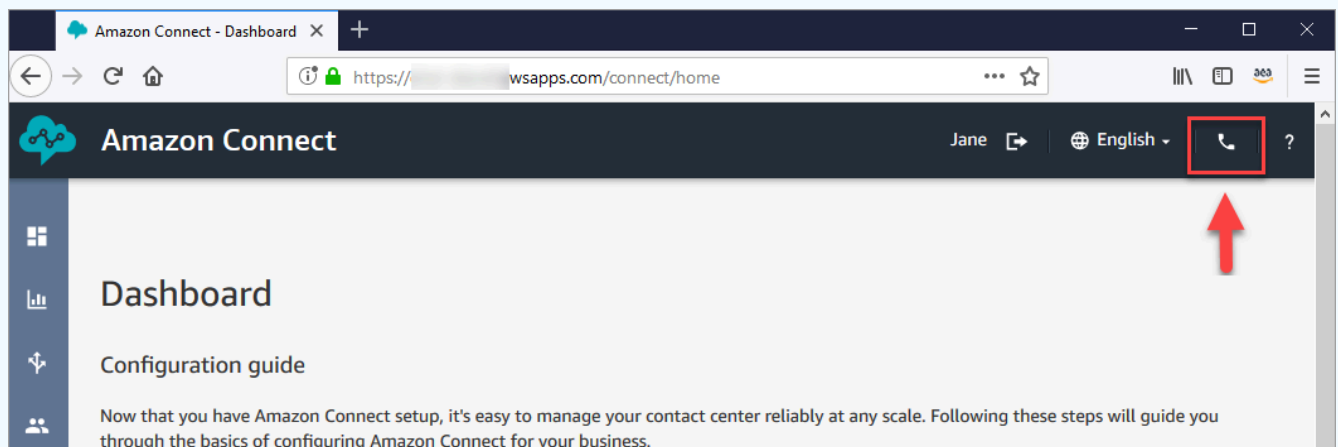 Amazon Connect - Dashboard
https:// wsapps.com/connect/home
Amazon Connect
Jane
English
?
Dashboard
Configuration guide
Now that you have Amazon Connect setup, it's easy to manage your contact center reliably at any scale. Following these steps will guide you
through the basics of configuring Amazon Connect for your business.